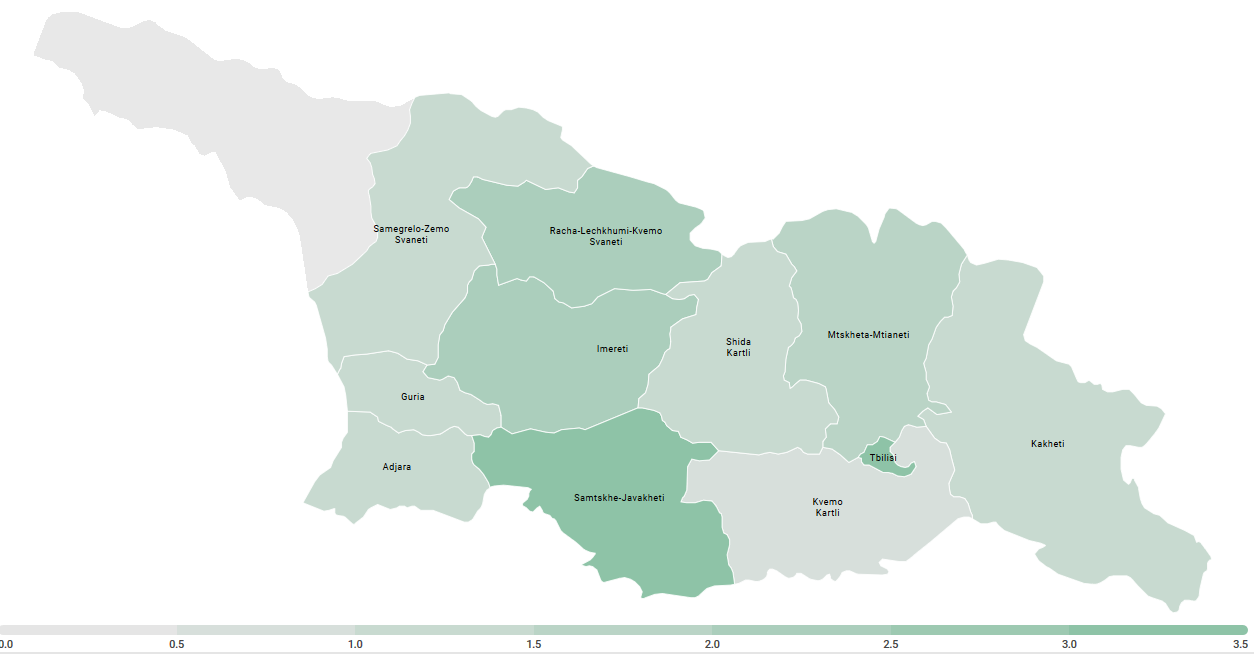 Samegrelo-Zemo
Svaneti
Racha-Lechkhumi-Kvemo
Svaneti
Imereti
Shida
Kartli
Mtskheta-Mtianeti
Guria
Adjara
Tbilisi
Kakheti
Samtskhe-Javakheti
Kvemo
Kartli
0.0 0.5 1.0 1.5 2.0 2.5 3.0 3.5